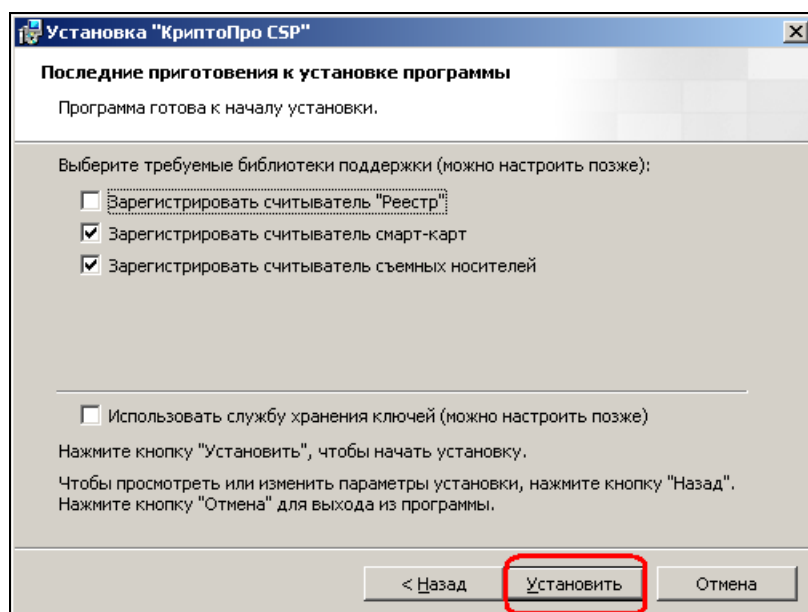 Установка "КриптоПро CSP"
Последние приготовения к установке программы
Программа готова к началу установки.
Выберите требуемые библиотеки поддержки (можно настроить позже):
Зарегистрировать считыватель "Реестр"
Зарегистрировать считыватель смарт-карт
Зарегистрировать считыватель съемных носителей
Использовать службу хранения ключей (можно настроить позже)
Нажмите кнопку "Установить", чтобы начать установку.
Чтобы просмотреть или изменить параметры установки, нажмите кнопку "Назад".
Нажмите кнопку "Отмена" для выхода из программы.
< Назад Установить Отмена